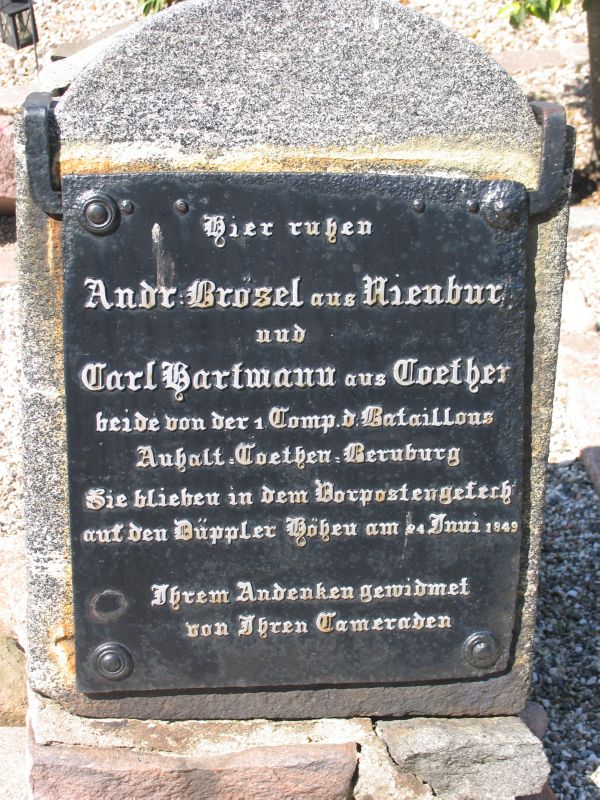 Hier ruhen
Andr: Brösel aus Nienbur
und
Carl Hartmann aus Coethen
beide von der 1 Comp. d: Bataillons
Anhalt-Coethen-Bernburg
Sie blieben in dem Vorpostengefech
auf den Düppler Höhen am 24 Juni 1849
Ihrem Andenken gewidmet
von Ihren Cameraden